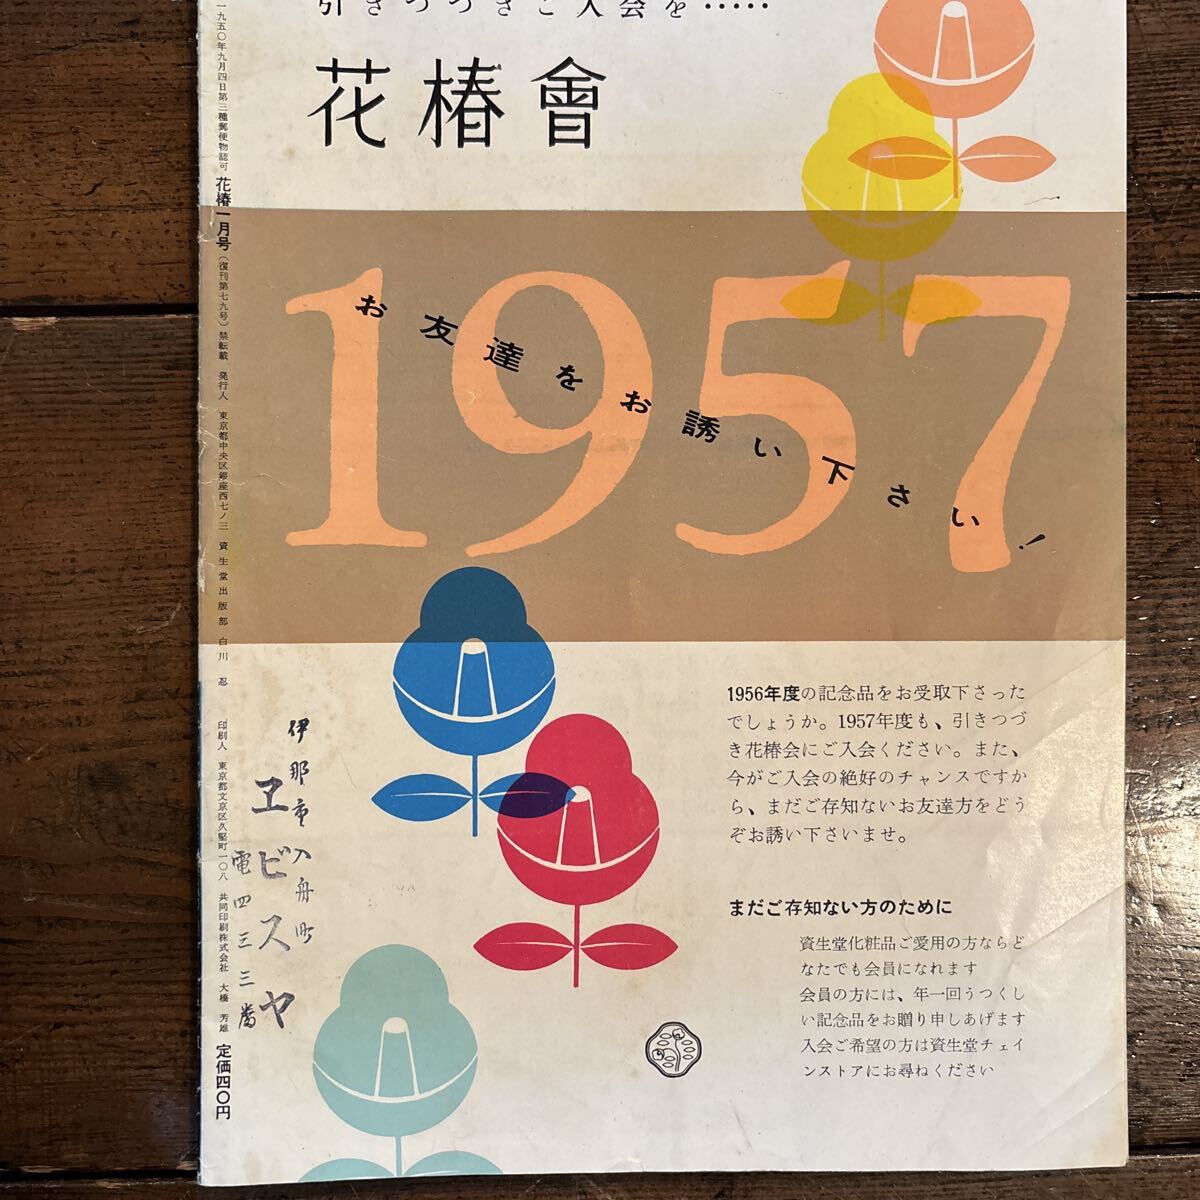 引きつづきご入会を‥‥‥
花椿會
1957
お友達をお誘い下さい！
1956年度の記念品をお受取下さった
でしょうか。1957年度も、引きつづ
き花椿会にご入会ください。また、
今がご入会の絶好のチャンスですか
ら、まだご存知ないお友達方をどう
ぞお誘い下さいませ。
まだご存知ない方のために
資生堂化粧品ご愛用の方ならど
なたでも会員になれます
会員の方には、年一回うつくし
い記念品をお贈り申しあげます
入会ご希望の方は資生堂チェイ
ンストアにお尋ねください
伊那市入舟町
ヱビスヤ
電四三三番
一九五〇年九月四日第三種郵便物認可 花椿一月号（復刊第七九号）禁転載 発行人 東京都中央区銀座西七ノ三 資生堂出版部 白川 忍 印刷人 東京都文京区久堅町一〇八 共同印刷株式会社 大橋 芳雄 定価四〇円